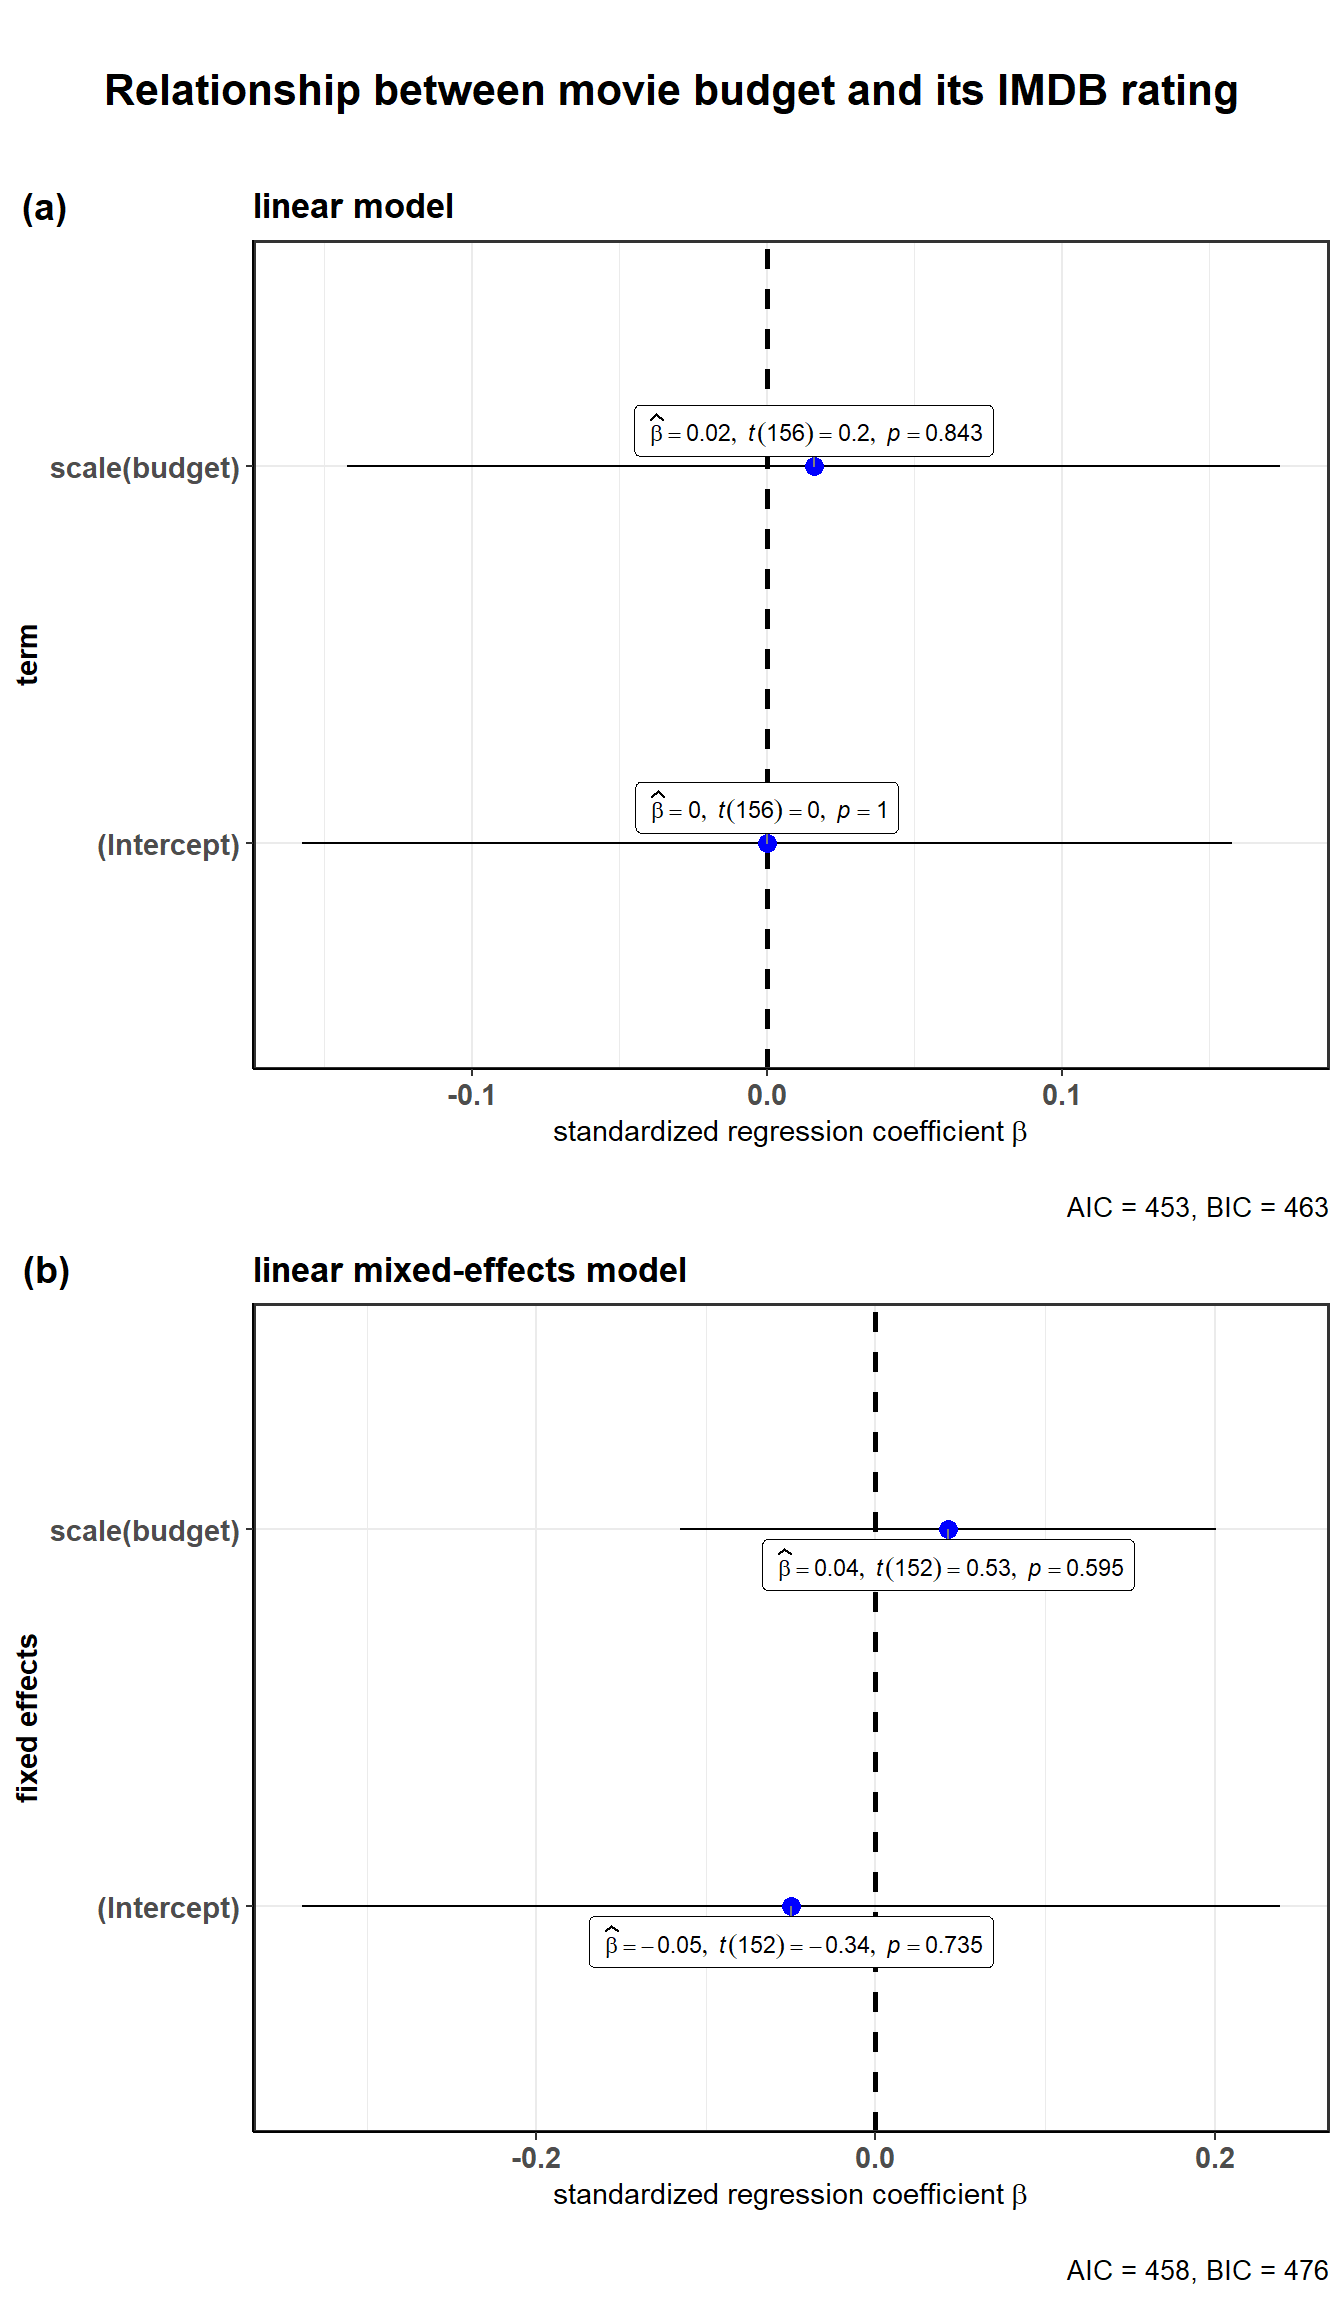 Relationship between movie budget and its IMDB rating
(a)
linear model
term
scale(budget)
β̂ = 0.02, t(156) = 0.2, p = 0.843
(Intercept)
β̂ = 0, t(156) = 0, p = 1
-0.1 0.0 0.1
standardized regression coefficient β
AIC = 453, BIC = 463
(b)
linear mixed-effects model
fixed effects
scale(budget)
β̂ = 0.04, t(152) = 0.53, p = 0.595
(Intercept)
β̂ = −0.05, t(152) = −0.34, p = 0.735
-0.2 0.0 0.2
standardized regression coefficient β
AIC = 458, BIC = 476